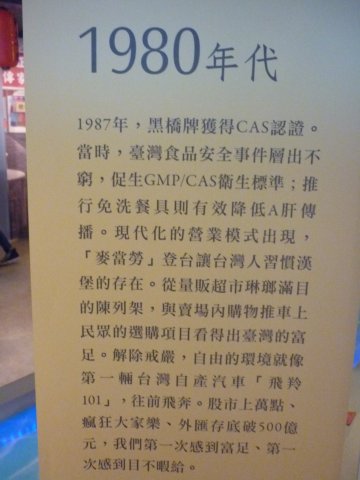 1980年代
1987年，黑橋牌獲得CAS認證。
當時，臺灣食品安全事件層出不
窮，促生GMP/CAS衛生標準；推
行免洗餐具則有效降低A肝傳
播。現代化的營業模式出現，
「麥當勞」登台讓台灣人習慣漢
堡的存在。從量販超市琳瑯滿目
的陳列架，與賣場內購物推車上
民眾的選購項目看得出臺灣的富
足。解除戒嚴，自由的環境就像
第一輛台灣自產汽車「飛羚
101」，往前飛奔。股市上萬點、
瘋狂大家樂、外匯存底破500億
元，我們第一次感到富足、第一
次感到目不暇給。